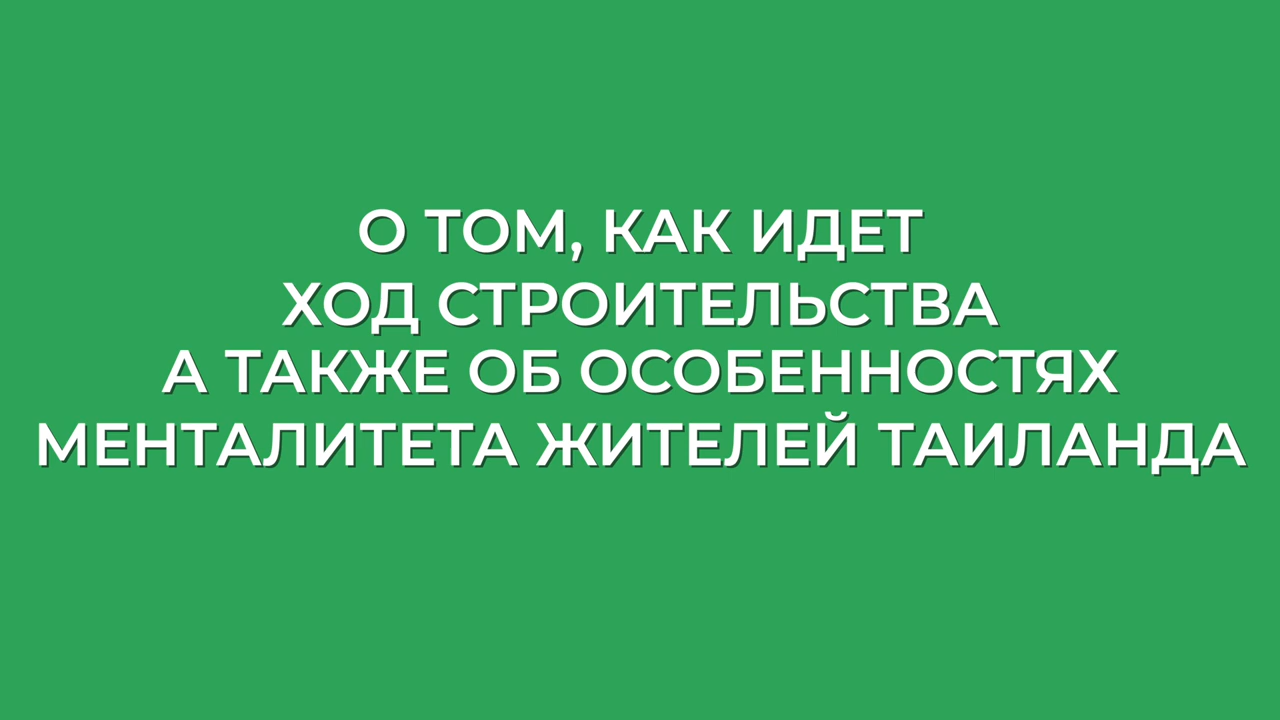 О ТОМ, КАК ИДЕТ
ХОД СТРОИТЕЛЬСТВА
А ТАКЖЕ ОБ ОСОБЕННОСТЯХ
МЕНТАЛИТЕТА ЖИТЕЛЕЙ ТАИЛАНДА